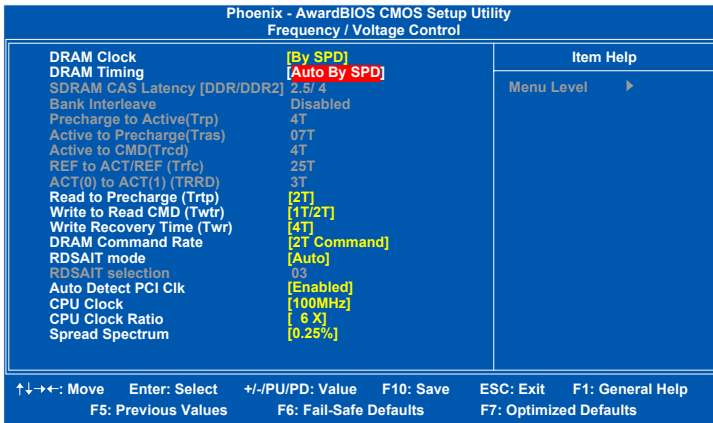 Phoenix - AwardBIOS CMOS Setup Utility
Frequency / Voltage Control
DRAM Clock [By SPD]
DRAM Timing [Auto By SPD]
SDRAM CAS Latency [DDR/DDR2] 2.5/ 4
Bank Interleave Disabled
Precharge to Active(Trp) 4T
Active to Precharge(Tras) 07T
Active to CMD(Trcd) 4T
REF to ACT/REF (Trfc) 25T
ACT(0) to ACT(1) (TRRD) 3T
Read to Precharge (Trtp) [2T]
Write to Read CMD (Twtr) [1T/2T]
Write Recovery Time (Twr) [4T]
DRAM Command Rate [2T Command]
RDSAIT mode [Auto]
RDSAIT selection 03
Auto Detect PCI Clk [Enabled]
CPU Clock [100MHz]
CPU Clock Ratio [ 6 X]
Spread Spectrum [0.25%]
Item Help
Menu Level
↑↓→←: Move Enter: Select +/-/PU/PD: Value F10: Save ESC: Exit F1: General Help
F5: Previous Values F6: Fail-Safe Defaults F7: Optimized Defaults